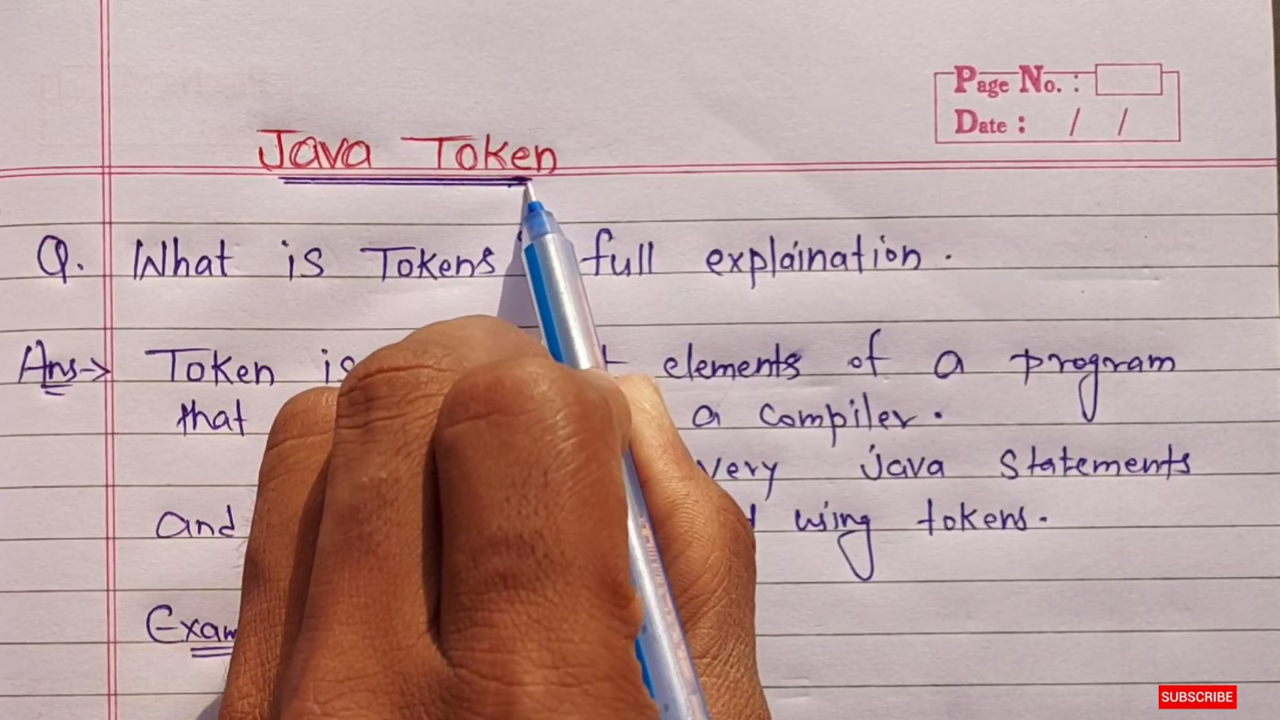 Page No. :
Date : / /
Java Token
Q. What is Tokens full explaination.
Ans-> Token is elements of a program
that a compiler.
very java statements
and using tokens.
SUBSCRIBE